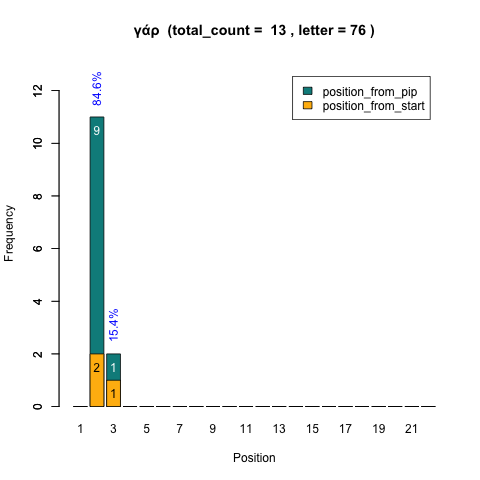 γάρ (total_count = 13 , letter = 76 )
position_from_pip
position_from_start
Frequency
12
10
8
6
4
2
0
84.6%
9
2
15.4%
1
1
1 3 5 7 9 11 13 15 17 19 21
Position